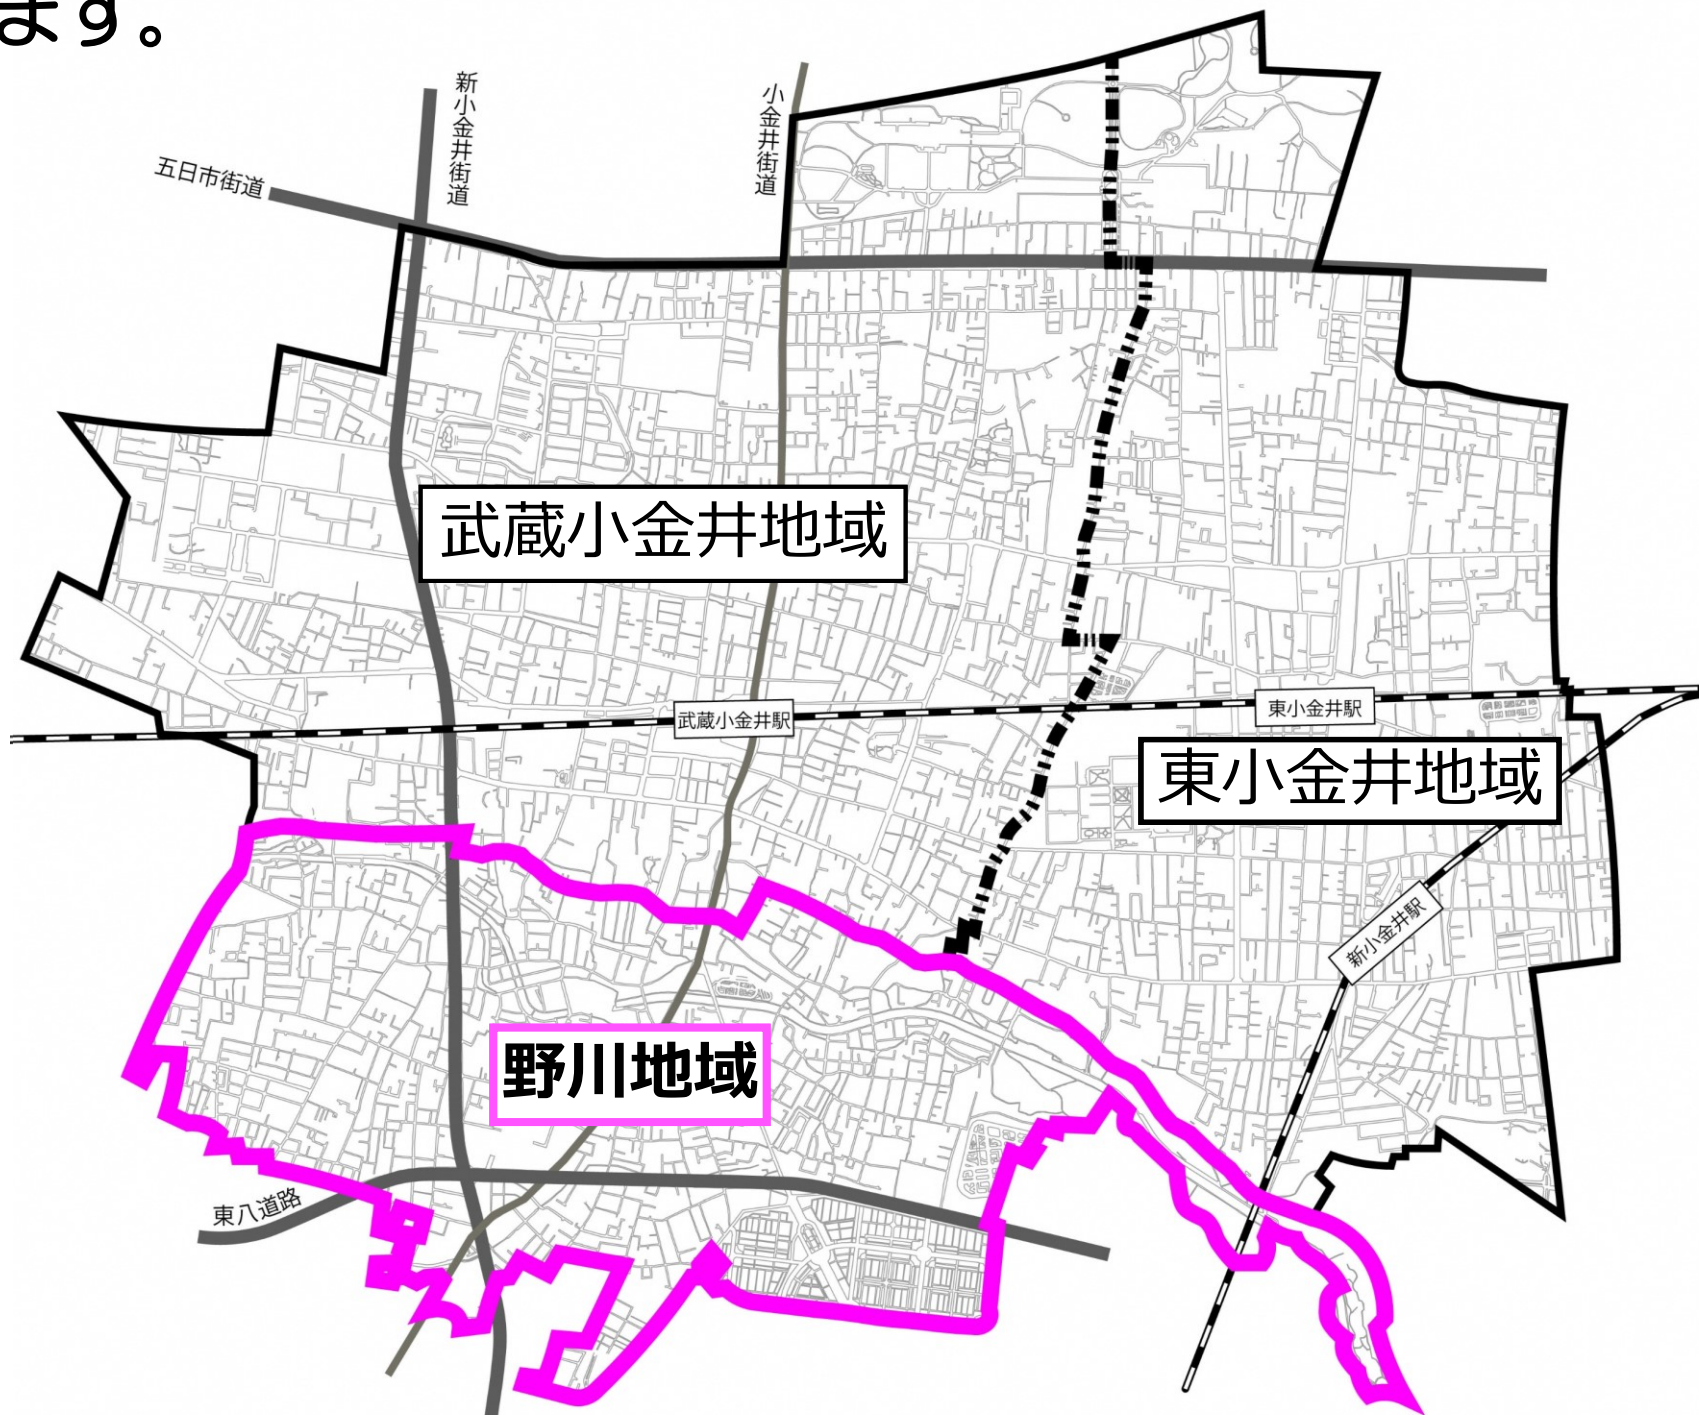 ます。
新小金井街道
小金井街道
五日市街道
武蔵小金井地域
武蔵小金井駅
東小金井駅
東小金井地域
新小金井駅
野川地域
東八道路